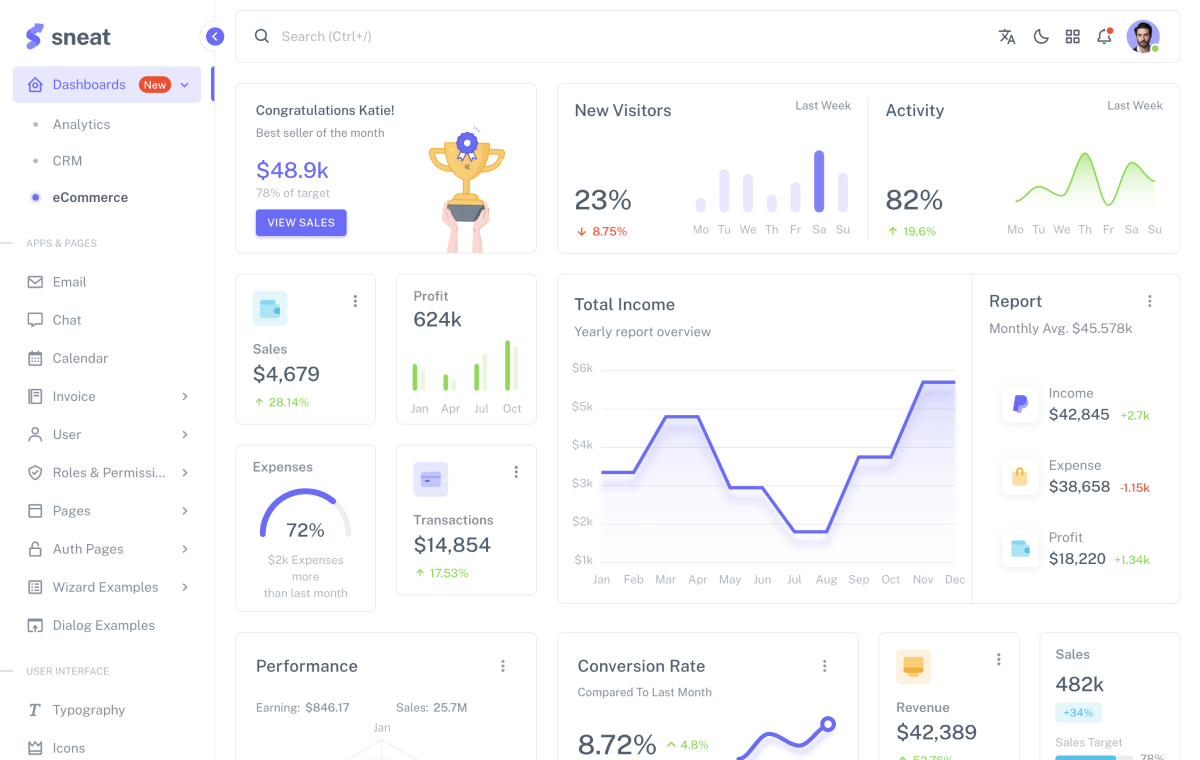 sneat
Search (Ctrl+/)
Dashboards New
Analytics
CRM
eCommerce
APPS & PAGES
Email
Chat
Calendar
Invoice
User
Roles & Permissi...
Pages
Auth Pages
Wizard Examples
Dialog Examples
USER INTERFACE
Typography
Icons
Congratulations Katie!
Best seller of the month
$48.9k
78% of target
VIEW SALES
New Visitors Last Week
23%
8.75%
Mo Tu We Th Fr Sa Su
Activity Last Week
82%
19.6%
Mo Tu We Th Fr Sa Su
Sales
$4,679
28.14%
Profit
624k
Jan Apr Jul Oct
Expenses
72%
$2k Expenses
more
than last month
Transactions
$14,854
17.53%
Total Income
Yearly report overview
$6k
$5k
$4k
$3k
$2k
$1k
Jan Feb Mar Apr May Jun Jul Aug Sep Oct Nov Dec
Report
Monthly Avg. $45.578k
Income
$42,845 +2.7k
Expense
$38,658 -1.15k
Profit
$18,220 +1.34k
Performance
Earning: $846.17 Sales: 25.7M
Jan
Conversion Rate
Compared To Last Month
8.72% 4.8%
Revenue
$42,389
52.76%
Sales
482k
+34%
Sales Target
78%